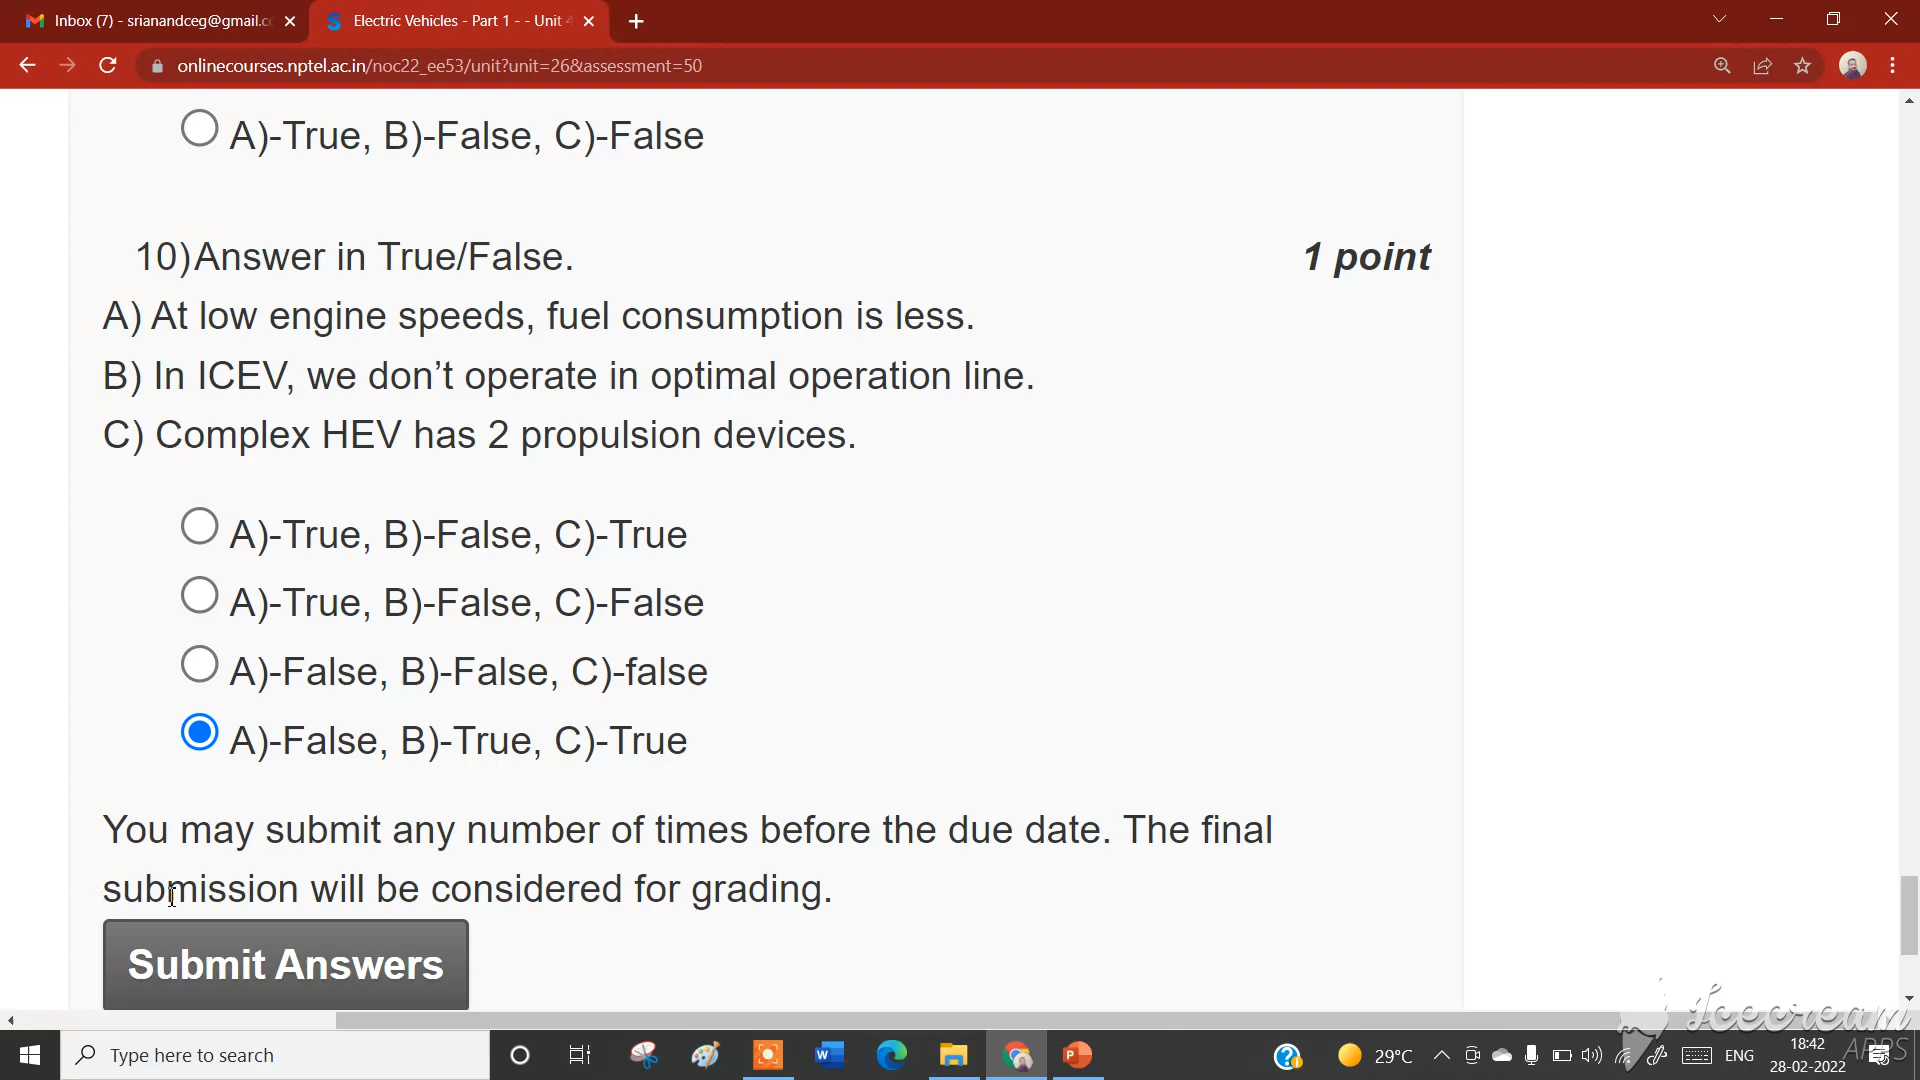 Inbox (7) - srianandceg@gmail.c
Electric Vehicles - Part 1 - - Unit 4
onlinecourses.nptel.ac.in/noc22_ee53/unit?unit=26&assessment=50
A)-True, B)-False, C)-False
10)Answer in True/False.
1 point
A) At low engine speeds, fuel consumption is less.
B) In ICEV, we don’t operate in optimal operation line.
C) Complex HEV has 2 propulsion devices.
A)-True, B)-False, C)-True
A)-True, B)-False, C)-False
A)-False, B)-False, C)-false
A)-False, B)-True, C)-True
You may submit any number of times before the due date. The final
submission will be considered for grading.
Submit Answers
Icecream
APPS
Type here to search
29°C
ENG
18:42
28-02-2022